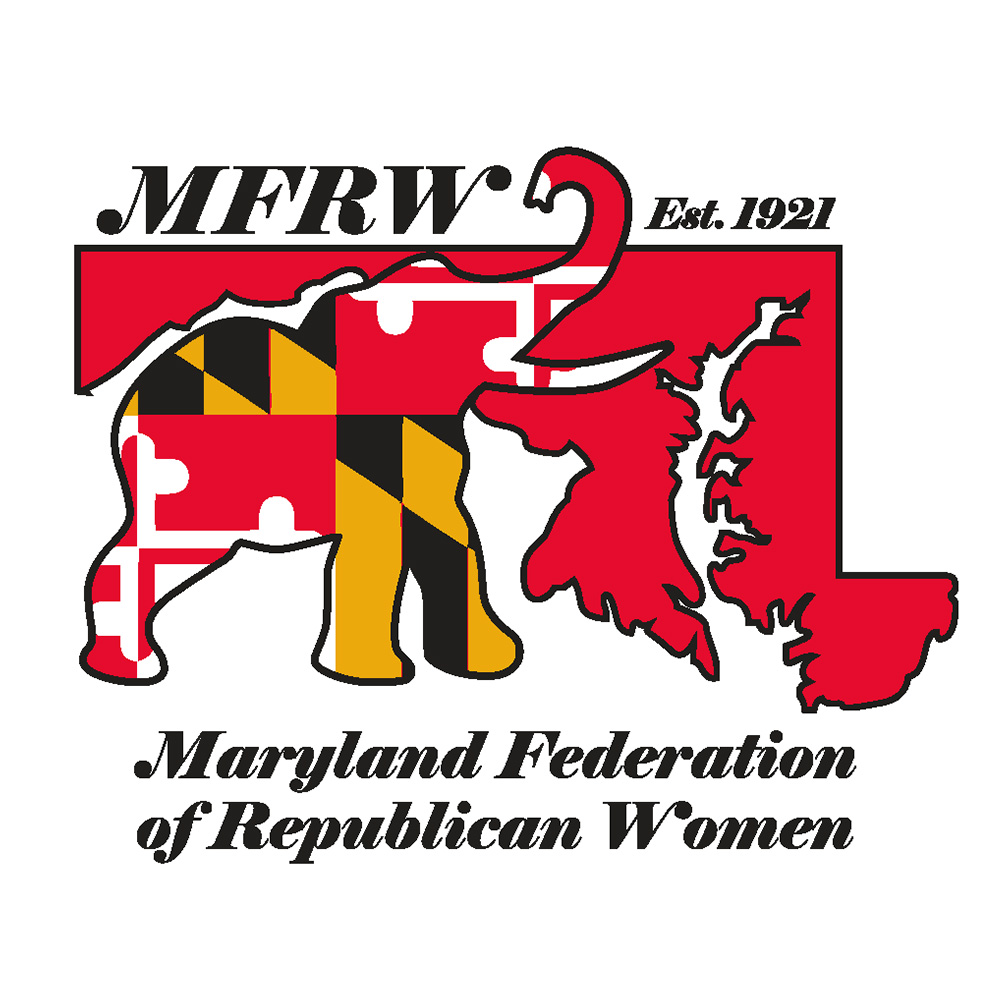 MFRW
Est. 1921
Maryland Federation
of Republican Women